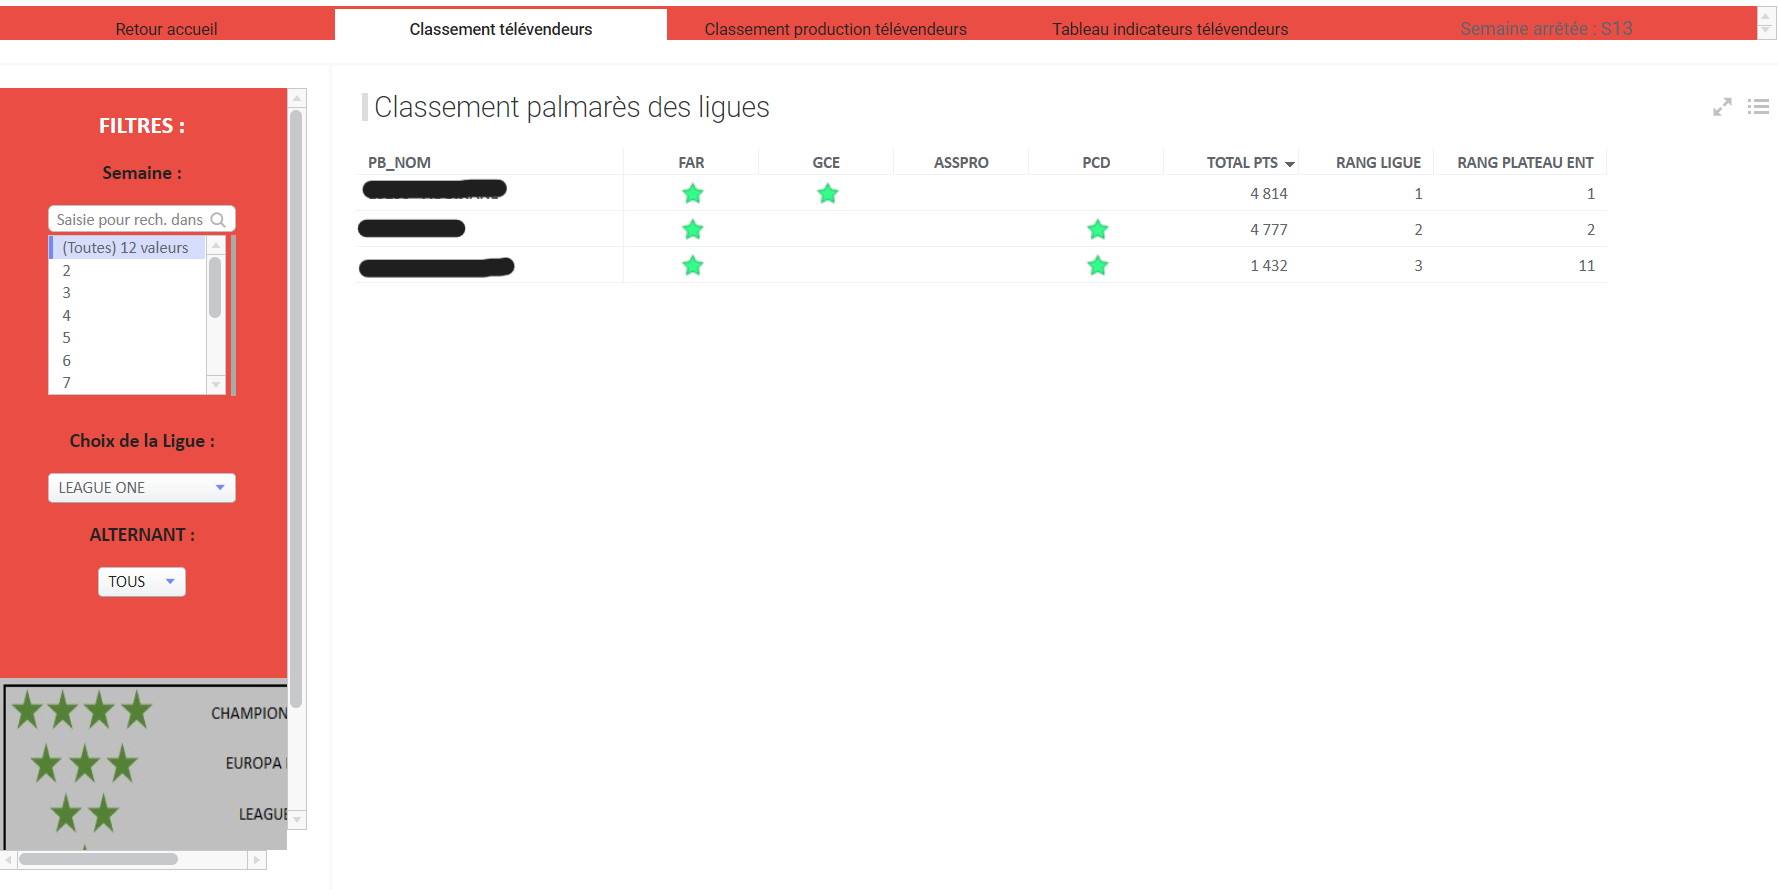 Retour accueil
Classement télévendeurs
Classement production télévendeurs
Tableau indicateurs télévendeurs
Semaine arrêtée : S13
FILTRES :
Semaine :
Saisie pour rech. dans
(Toutes) 12 valeurs
2
3
4
5
6
7
Choix de la Ligue :
LEAGUE ONE
ALTERNANT :
TOUS
CHAMPION
EUROPA
LEAGUE
Classement palmarès des ligues
PB_NOM FAR GCE ASSPRO PCD TOTAL PTS RANG LIGUE RANG PLATEAU ENT
4 814 1 1
4 777 2 2
1 432 3 11